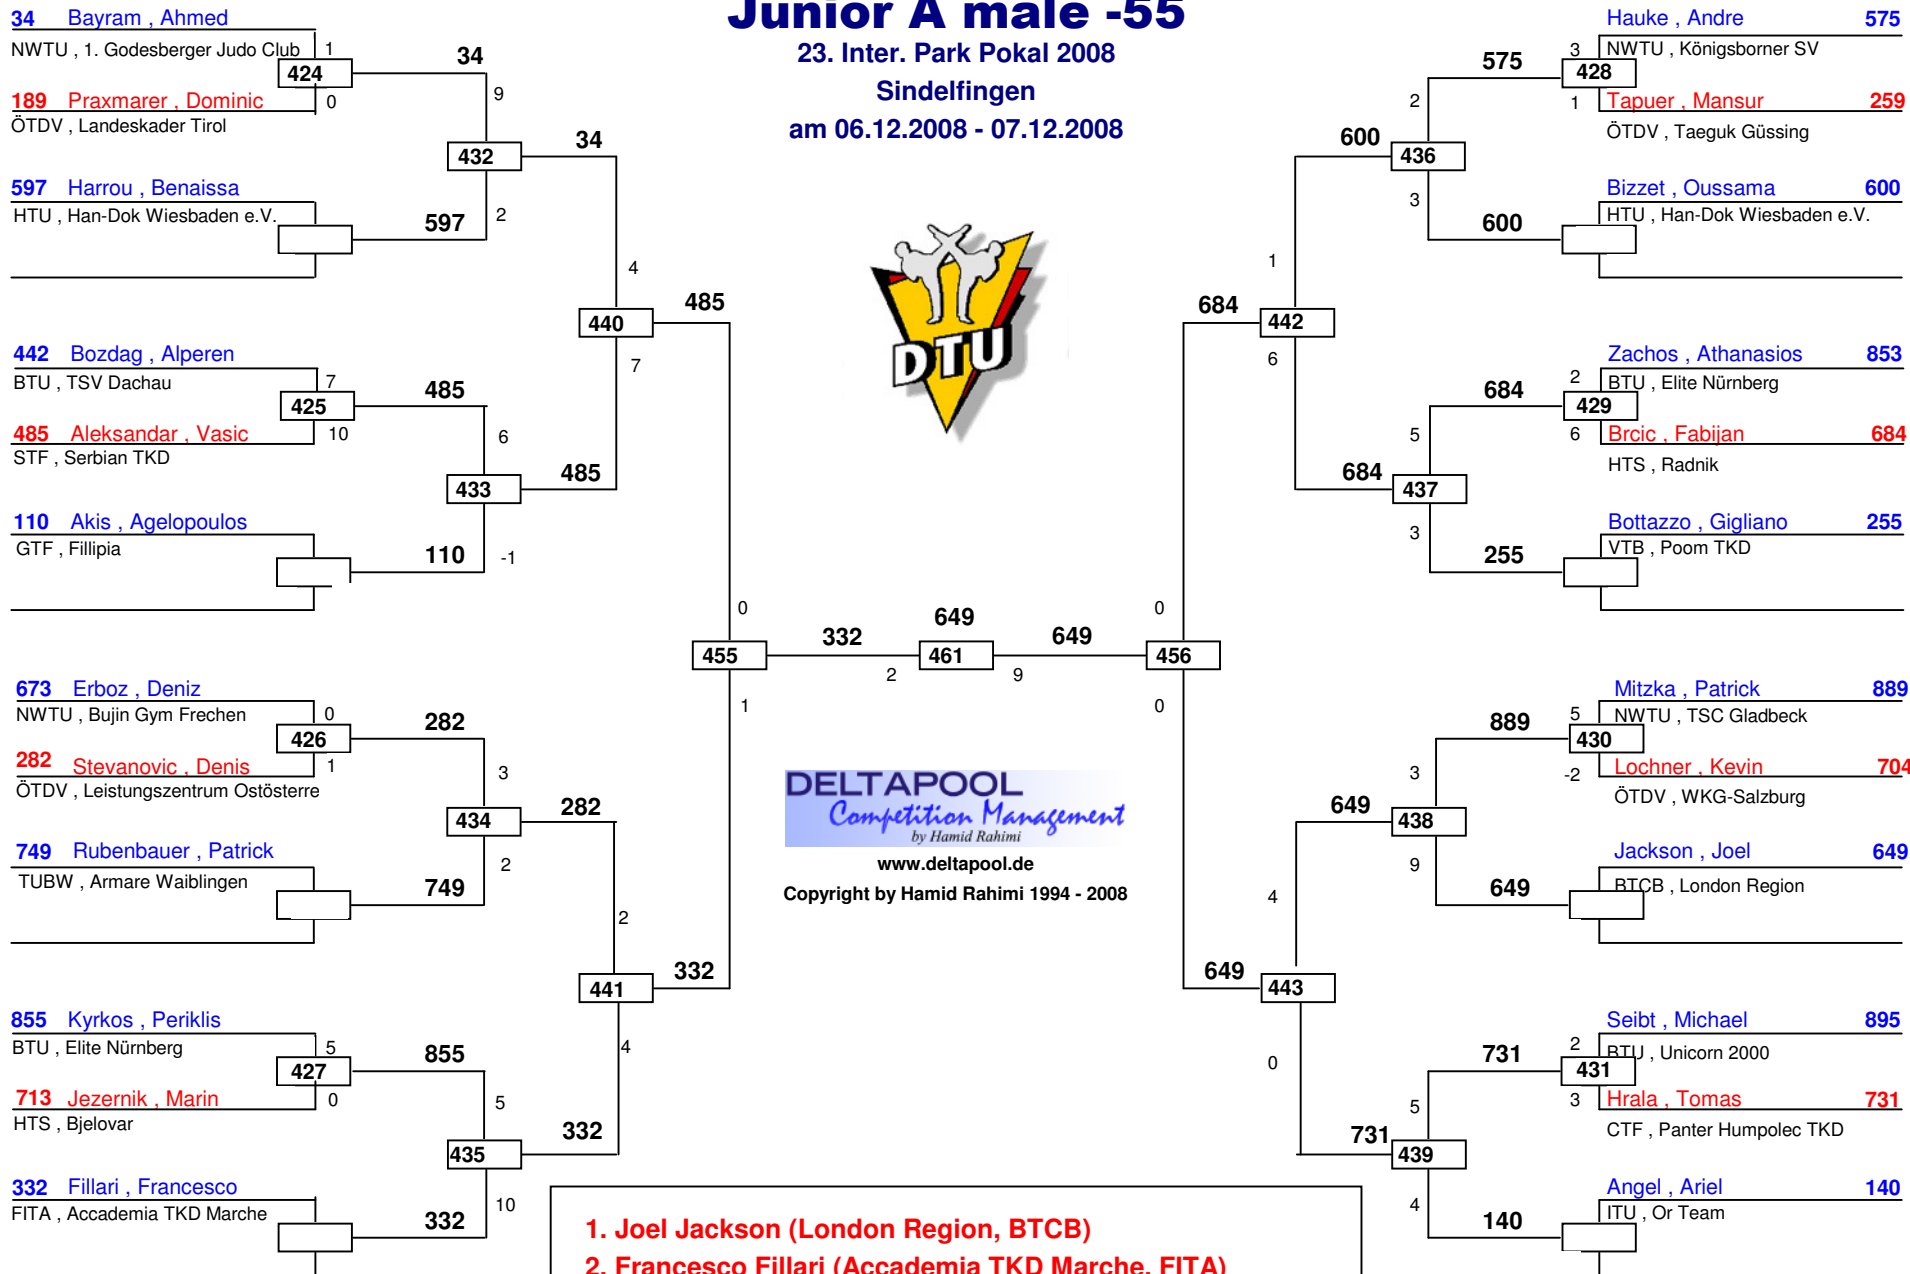 Junior A male -55
23. Inter. Park Pokal 2008
Sindelfingen
am 06.12.2008 - 07.12.2008
34 Bayram , Ahmed
NWTU , 1. Godesberger Judo Club
1
424
34
189 Praxmarer , Dominic
0
9
ÖTDV , Landeskader Tirol
432
34
597 Harrou , Benaissa
HTU , Han-Dok Wiesbaden e.V.
597
2
4
440
485
442 Bozdag , Alperen
7
BTU , TSV Dachau
7
425
485
485 Aleksandar , Vasic
10
6
STF , Serbian TKD
433
485
110 Akis , Agelopoulos
GTF , Fillipia
110
-1
0
455
332
1
673 Erboz , Deniz
NWTU , Bujin Gym Frechen
0
426
282
282 Stevanovic , Denis
1
3
ÖTDV , Leistungszentrum Ostösterre
434
282
749 Rubenbauer , Patrick
2
TUBW , Armare Waiblingen
749
2
441
332
855 Kyrkos , Periklis
BTU , Elite Nürnberg
5
4
427
855
713 Jezernik , Marin
0
5
HTS , Bjelovar
435
332
332 Fillari , Francesco
FITA , Accademia TKD Marche
332
10
DTU
649
461
2
9
649
DELTAPOOL
Competition Management
by Hamid Rahimi
www.deltapool.de
Copyright by Hamid Rahimi 1994 - 2008
Hauke , Andre 575
3
NWTU , Königsborner SV
575
428
2
1
Tapuer , Mansur 259
ÖTDV , Taeguk Güssing
600
436
Bizzet , Oussama 600
3
HTU , Han-Dok Wiesbaden e.V.
600
1
684
442
6
Zachos , Athanasios 853
2
BTU , Elite Nürnberg
684
429
5
6
Brcic , Fabijan 684
HTS , Radnik
684
437
Bottazzo , Gigliano 255
3
VTB , Poom TKD
255
0
456
0
Mitzka , Patrick 889
5
NWTU , TSC Gladbeck
889
430
3
-2
Lochner , Kevin 704
ÖTDV , WKG-Salzburg
649
438
Jackson , Joel 649
9
BTCB , London Region
649
4
649
443
0
Seibt , Michael 895
2
BTU , Unicorn 2000
731
431
5
3
Hrala , Tomas 731
CTF , Panter Humpolec TKD
731
439
Angel , Ariel 140
4
ITU , Or Team
140
1. Joel Jackson (London Region, BTCB)
2. Francesco Fillari (Accademia TKD Marche, FITA)